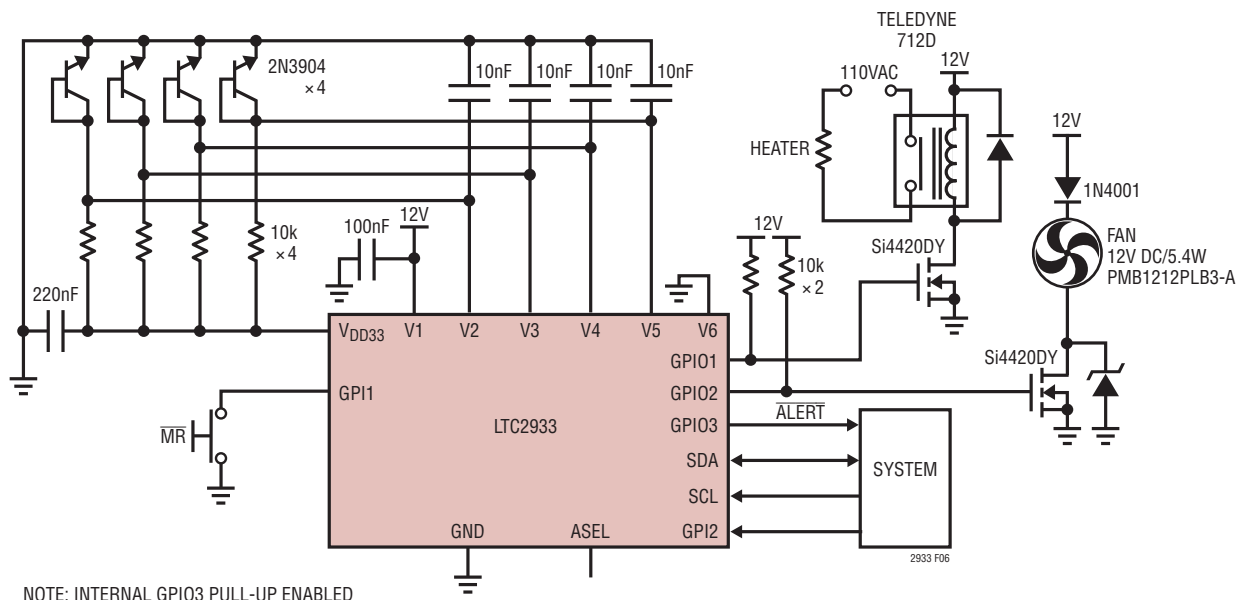 TELEDYNE
712D
12V
110VAC
HEATER
2N3904
×4
10nF
10nF
10nF
10nF
12V
1N4001
FAN
12V DC/5.4W
PMB1212PLB3-A
10k
×4
100nF
12V
12V
10k
×2
Si4420DY
Si4420DY
220nF
VDD33
V1
V2
V3
V4
V5
V6
GPIO1
GPIO2
GPIO3
SDA
SCL
GPI2
GPI1
MR
LTC2933
ALERT
SYSTEM
GND
ASEL
2933 F06
NOTE: INTERNAL GPIO3 PULL-UP ENABLED